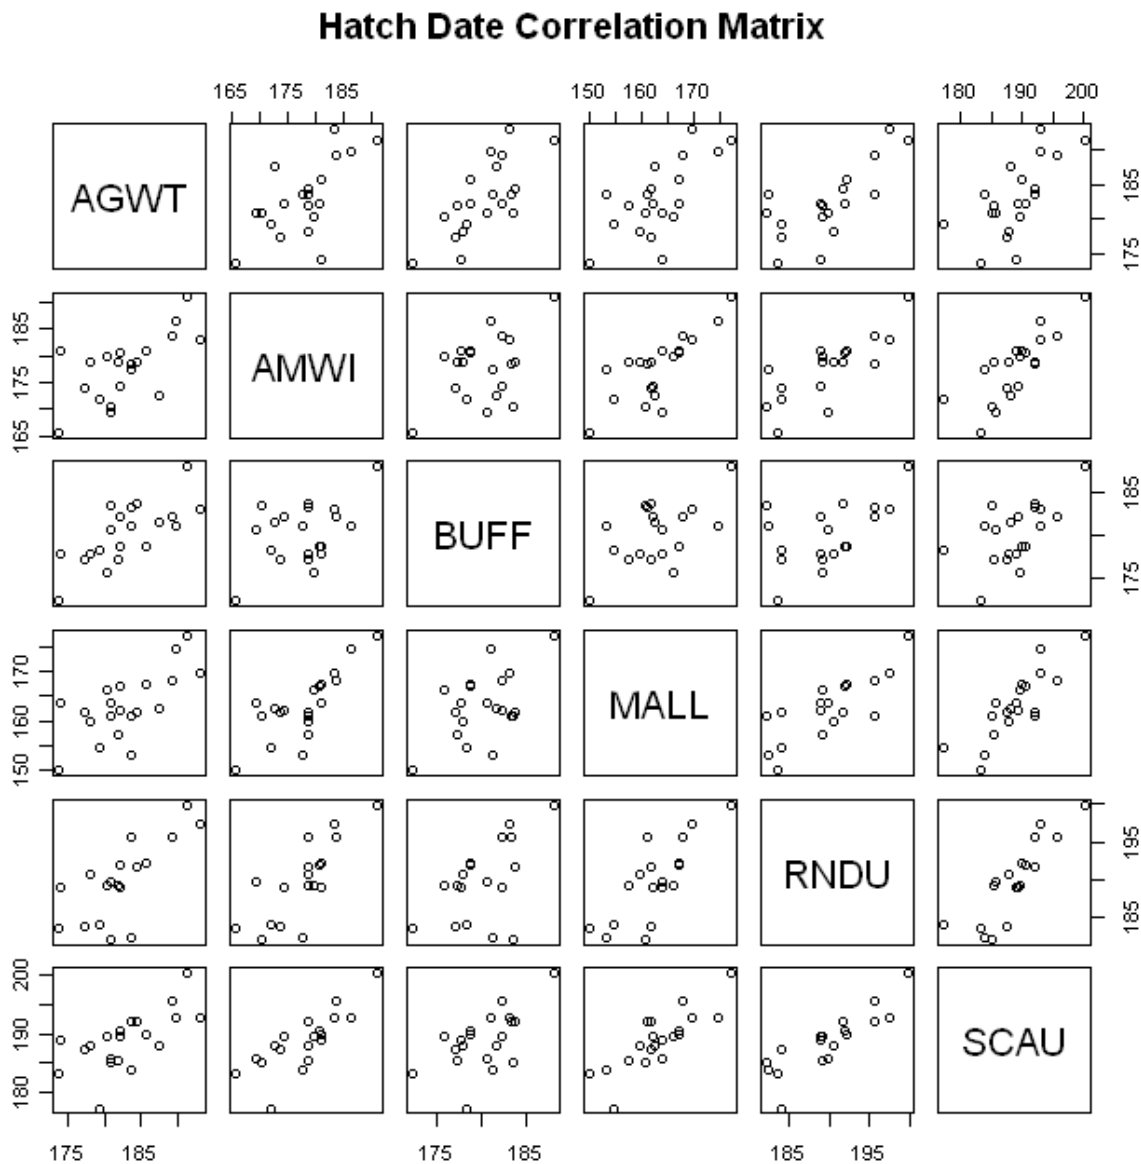 Hatch Date Correlation Matrix
165 175 185 150 160 170 180 190 200
AGWT
175 185
165 175 185
AMWI
BUFF
175 185
150 160 170
MALL
RNDU
185 195
180 190 200
SCAU
175 185 175 185 185 195